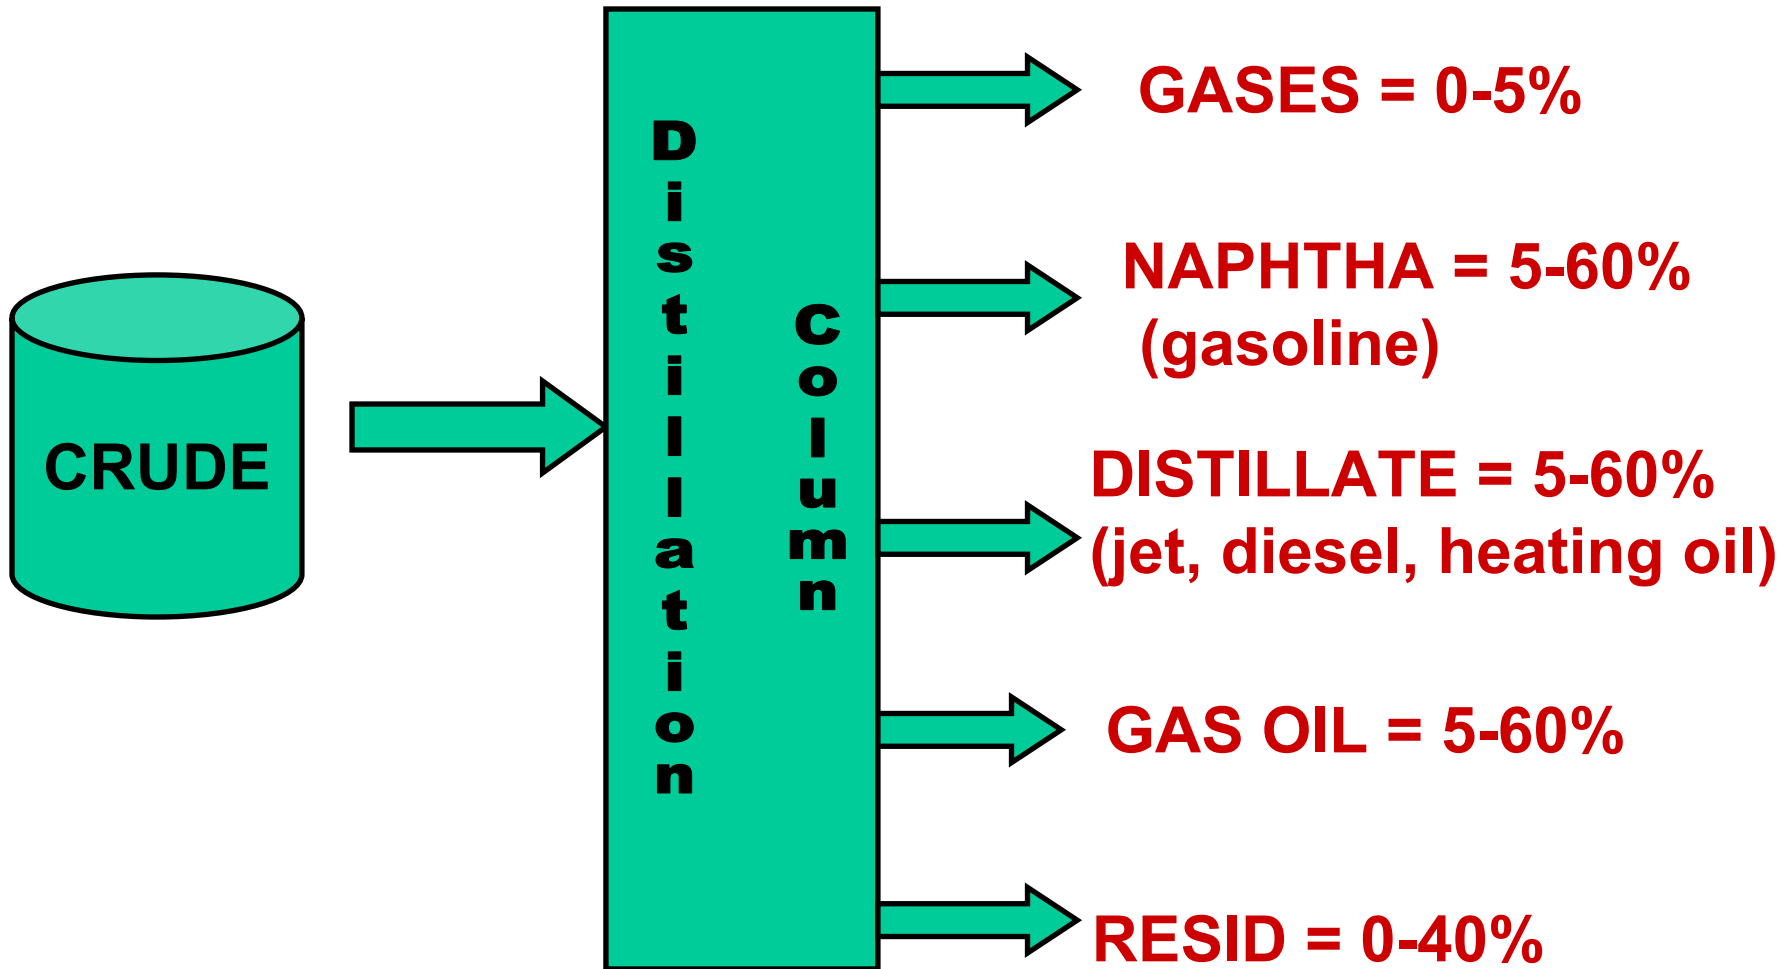 CRUDE
Distillation
Column
GASES = 0-5%
NAPHTHA = 5-60%
(gasoline)
DISTILLATE = 5-60%
(jet, diesel, heating oil)
GAS OIL = 5-60%
RESID = 0-40%